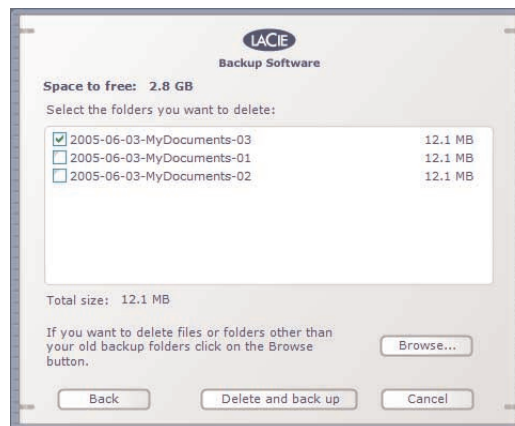 LACIE
Backup Software
Space to free: 2.8 GB
Select the folders you want to delete:
2005-06-03-MyDocuments-03 12.1 MB
2005-06-03-MyDocuments-01 12.1 MB
2005-06-03-MyDocuments-02 12.1 MB
Total size: 12.1 MB
If you want to delete files or folders other than
your old backup folders click on the Browse
button.
Browse...
Back Delete and back up Cancel